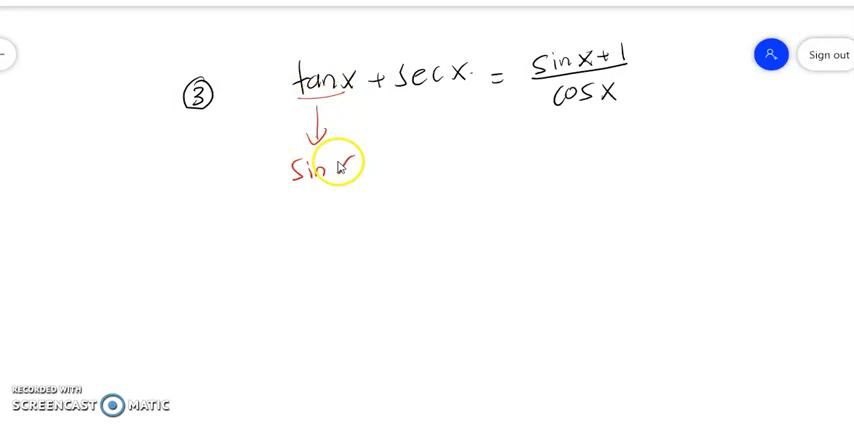 Sign out
③ tan x + sec x. = (sin x + 1) / cos x
sin
RECORDED WITH
SCREENCAST MATIC